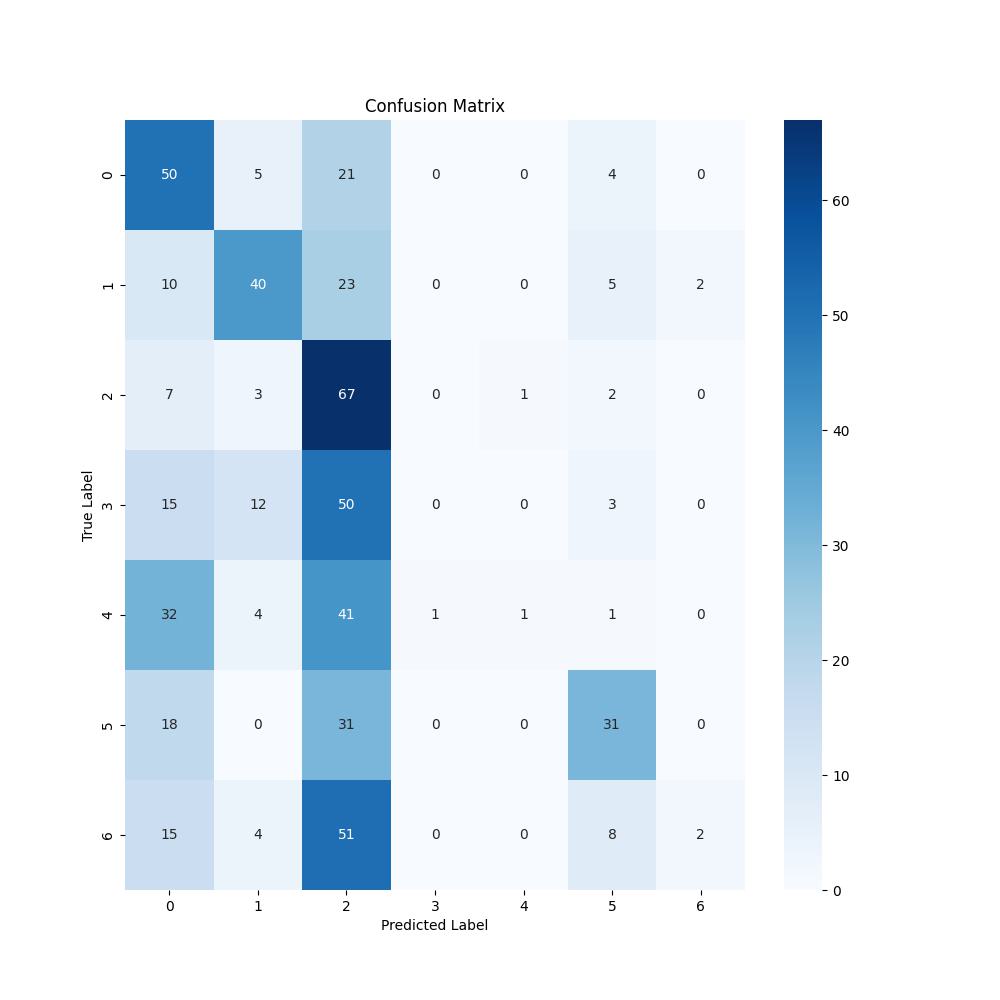 Confusion Matrix
0 50 5 21 0 0 4 0
1 10 40 23 0 0 5 2
2 7 3 67 0 1 2 0
3 15 12 50 0 0 3 0
4 32 4 41 1 1 1 0
5 18 0 31 0 0 31 0
6 15 4 51 0 0 8 2
0 1 2 3 4 5 6
True Label
Predicted Label
60
50
40
30
20
10
0